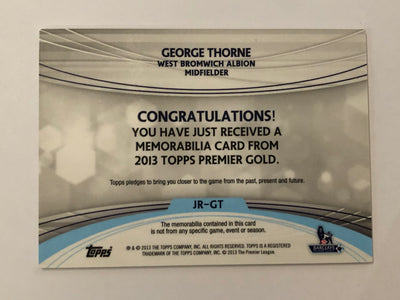 GEORGE THORNE
WEST BROMWICH ALBION
MIDFIELDER
CONGRATULATIONS!
YOU HAVE JUST RECEIVED A
MEMORABILIA CARD FROM
2013 TOPPS PREMIER GOLD.
Topps pledges to bring you closer to the game from the past, present and future.
JR-GT
The memorabilia contained in this card
is not from any specific game, event or season.
Topps
® & © 2013 THE TOPPS COMPANY, INC. ALL RIGHTS RESERVED. TOPPS IS A REGISTERED
TRADEMARK OF THE TOPPS COMPANY, INC. © 2013 The Premier League.
BARCLAYS